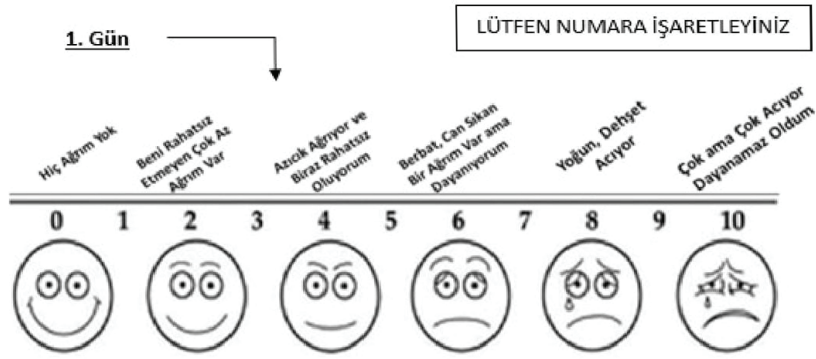 LÜTFEN NUMARA İŞARETLEYİNİZ
1. Gün
Hiç Ağrım Yok
Beni Rahatsız
Etmeyen Çok Az
Ağrım Var
Azıcık Ağrıyor ve
Biraz Rahatsız
Oluyorum
Berbat, Can Sıkan
Bir Ağrım Var ama
Dayanıyorum
Yoğun, Dehşet
Acıyor
Çok ama Çok Acıyor
Dayanamaz Oldum
0 1 2 3 4 5 6 7 8 9 10